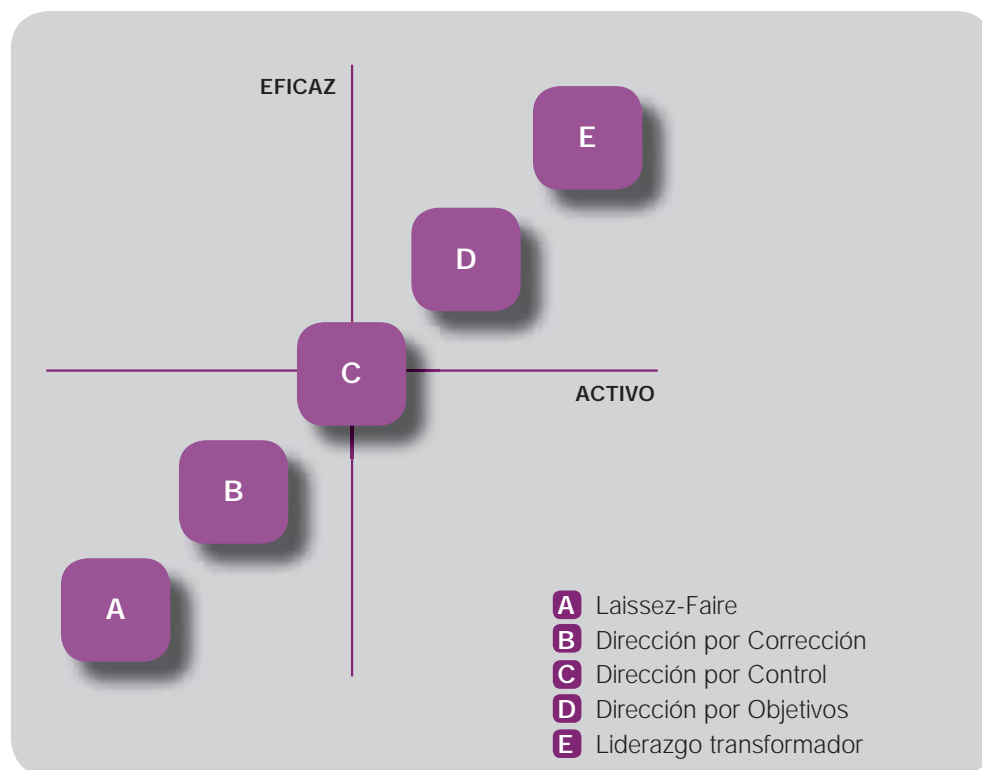 EFICAZ
E
D
C
ACTIVO
B
A
A Laissez-Faire
B Dirección por Corrección
C Dirección por Control
D Dirección por Objetivos
E Liderazgo transformador